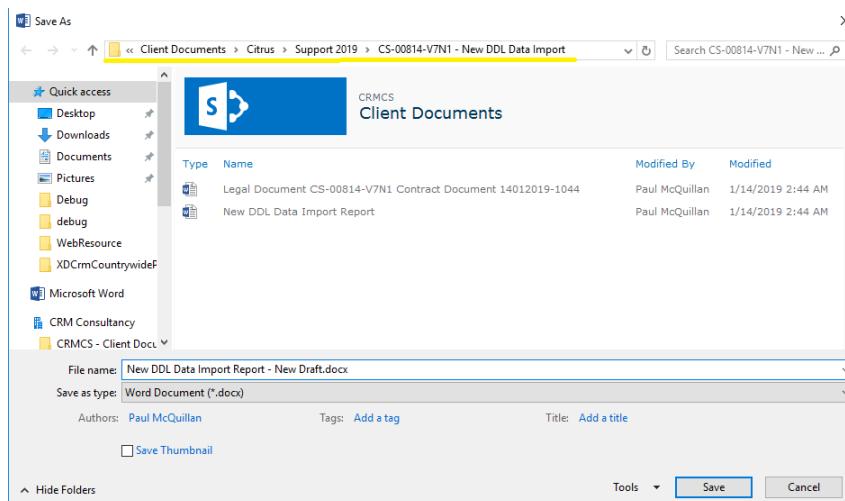 Save As
« Client Documents > Citrus > Support 2019 > CS-00814-V7N1 - New DDL Data Import
Search CS-00814-V7N1 - New ...
Quick access
Desktop
Downloads
Documents
Pictures
Debug
debug
WebResource
XDCrmCountrywideF
Microsoft Word
CRM Consultancy
CRMCS - Client Docu
S
CRMCS
Client Documents
Type Name Modified By Modified
Legal Document CS-00814-V7N1 Contract Document 14012019-1044 Paul McQuillan 1/14/2019 2:44 AM
New DDL Data Import Report Paul McQuillan 1/14/2019 2:44 AM
File name: New DDL Data Import Report - New Draft.docx
Save as type: Word Document (*.docx)
Authors: Paul McQuillan Tags: Add a tag Title: Add a title
Save Thumbnail
Hide Folders
Tools Save Cancel